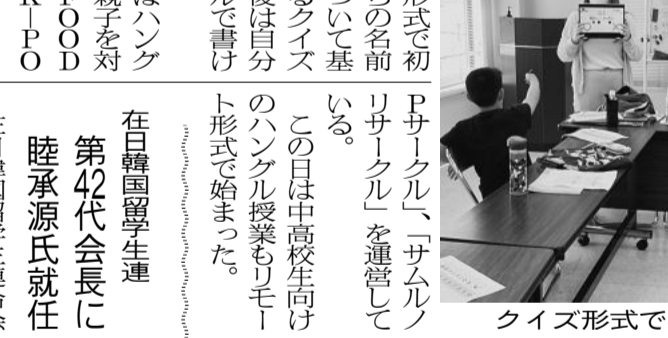 形式で初
らの名前
ついて基
るクイズ
後は自分
ルで書け
はハング
親子を対
FOOD
K－PO
Pサークル」、「サムルノ
リサークル」を運営して
いる。
この日は中高校生向け
のハングル授業もリモー
ト形式で始まった。
クイズ形式で
在日韓国留学生連
第42代会長に
睦承源氏就任